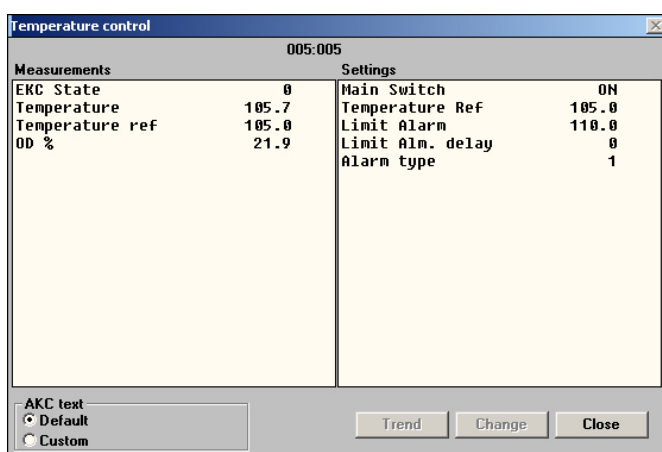 Temperature control
005:005
Measurements
EKC State 0
Temperature 105.7
Temperature ref 105.0
OD % 21.9
Settings
Main Switch ON
Temperature Ref 105.0
Limit Alarm 110.0
Limit Alm. delay 0
Alarm type 1
AKC text
Default
Custom
Trend
Change
Close